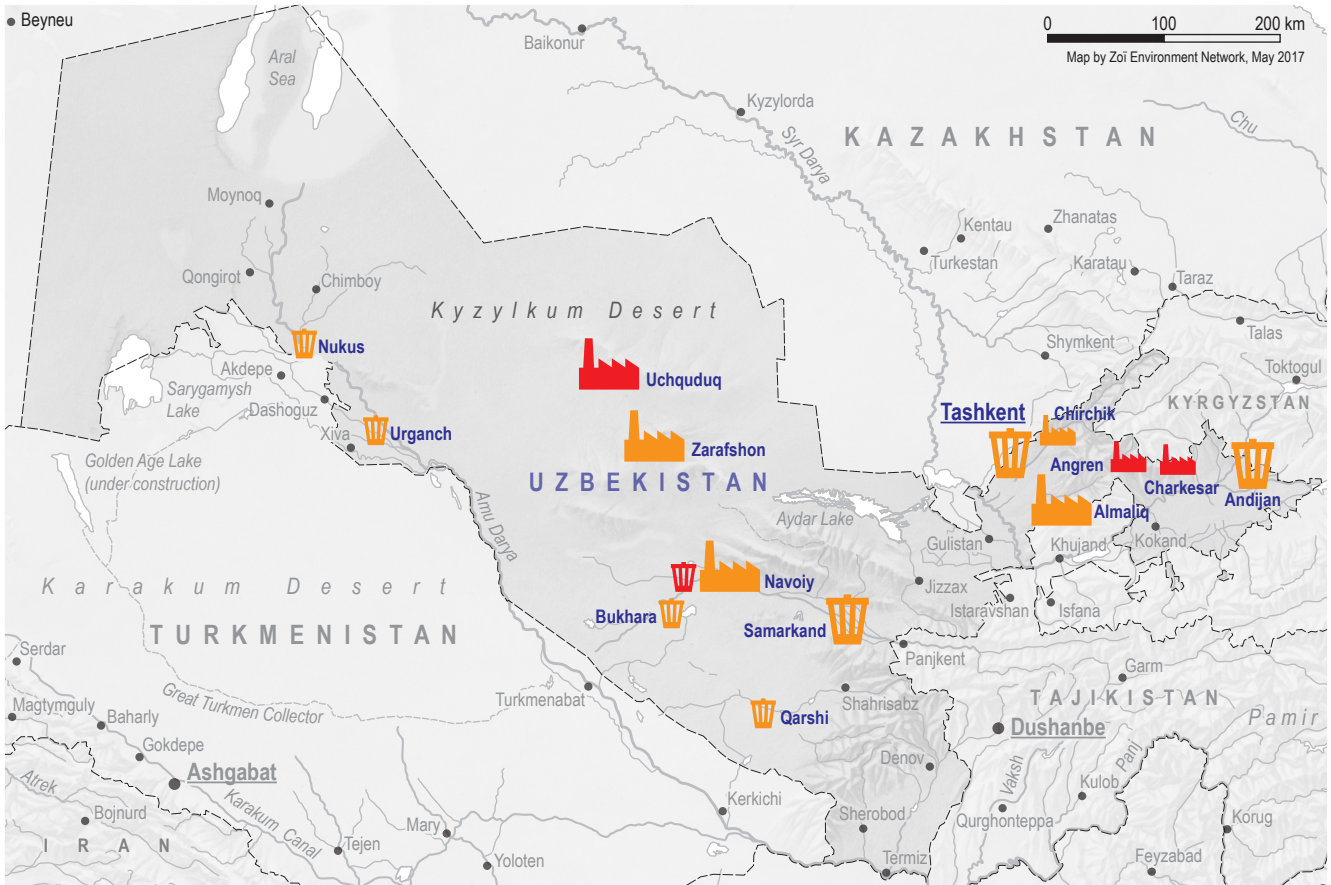 Beyneu
0 100 200 km
Map by Zoï Environment Network, May 2017
Baikonur
Aral
Sea
Kyzylorda
Chu
KAZAKHSTAN
Syr Darya
Moynoq
Zhanatas
Kentau
Turkestan
Karatau
Taraz
Qongirot
Chimboy
Kyzylkum Desert
Talas
Nukus
Shymkent
Toktogul
Akdepe
Sarygamysh
Lake
Uchquduq
KYRGYZSTAN
Dashoguz
Tashkent
Chirchik
Urganch
Xiva
Zarafshon
Golden Age Lake
(under construction)
Angren
UZBEKISTAN
Charkesar
Andijan
Amu Darya
Aydar Lake
Almaliq
Kokand
Gulistan
Khujand
Karakum Desert
Navoiy
Jizzax
Istaravshan
Isfana
Bukhara
Samarkand
TURKMENISTAN
Panjkent
Serdar
Garm
Turkmenabat
Shahrisabz
TAJIKISTAN
Magtymguly
Great Turkmen Collector
Baharly
Qarshi
Pamir
Dushanbe
Gokdepe
Denov
Ashgabat
Vaksh
Panj
Atrek
Karakum Canal
Kerkichi
Kulob
Bojnurd
Sherobod
Qurghonteppa
Mary
Korug
IRAN
Tejen
Yoloten
Termiz
Feyzabad